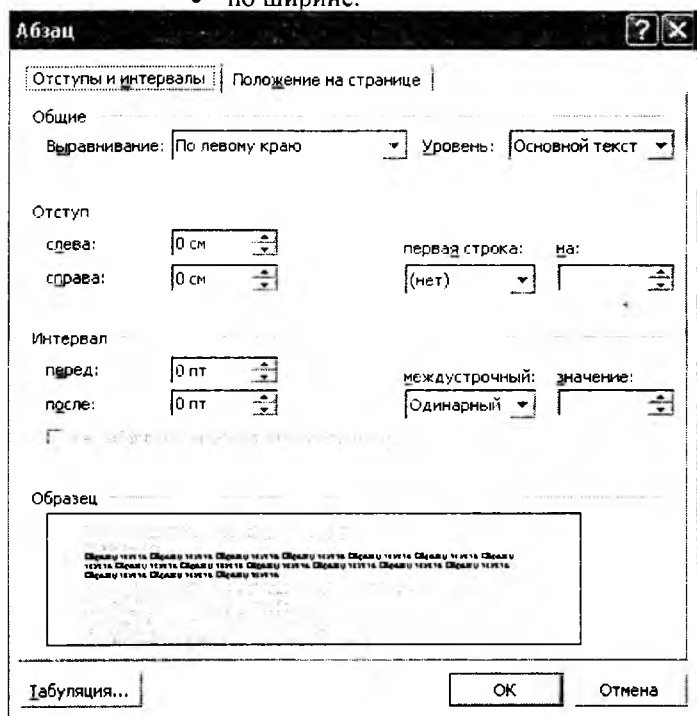 • по ширине.
Абзац
Отступы и интервалы Положение на странице
Общие
Выравнивание: По левому краю Уровень: Основной текст
Отступ
слева: 0 см первая строка: на:
справа: 0 см (нет)
Интервал
перед: 0 пт междустрочный: значение:
после: 0 пт Одинарный
Образец
Табуляция... ОК Отмена